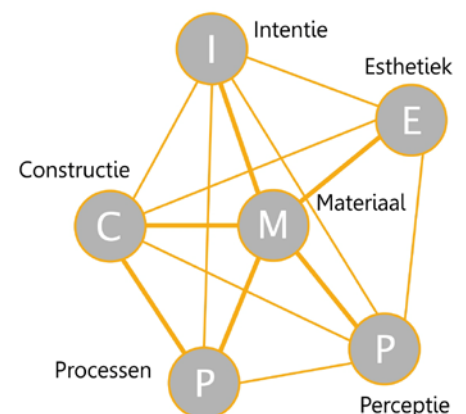 I
Intentie
Esthetiek
E
Constructie
C
M
Materiaal
Processen
P
P
Perceptie